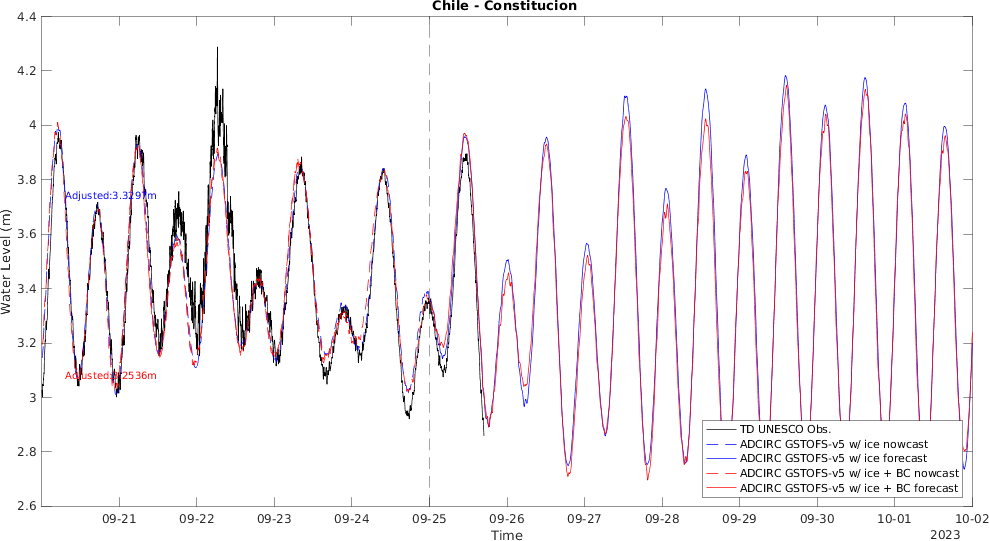 Chile - Constitucion
4.4
4.2
4
3.8
3.6
3.4
3.2
3
2.8
2.6
Water Level (m)
Adjusted:3.3297m
Adjusted:3.2536m
TD UNESCO Obs.
ADCIRC GSTOFS-v5 w/ ice nowcast
ADCIRC GSTOFS-v5 w/ ice forecast
ADCIRC GSTOFS-v5 w/ ice + BC nowcast
ADCIRC GSTOFS-v5 w/ ice + BC forecast
09-21 09-22 09-23 09-24 09-25 09-26 09-27 09-28 09-29 09-30 10-01 10-02
Time
2023